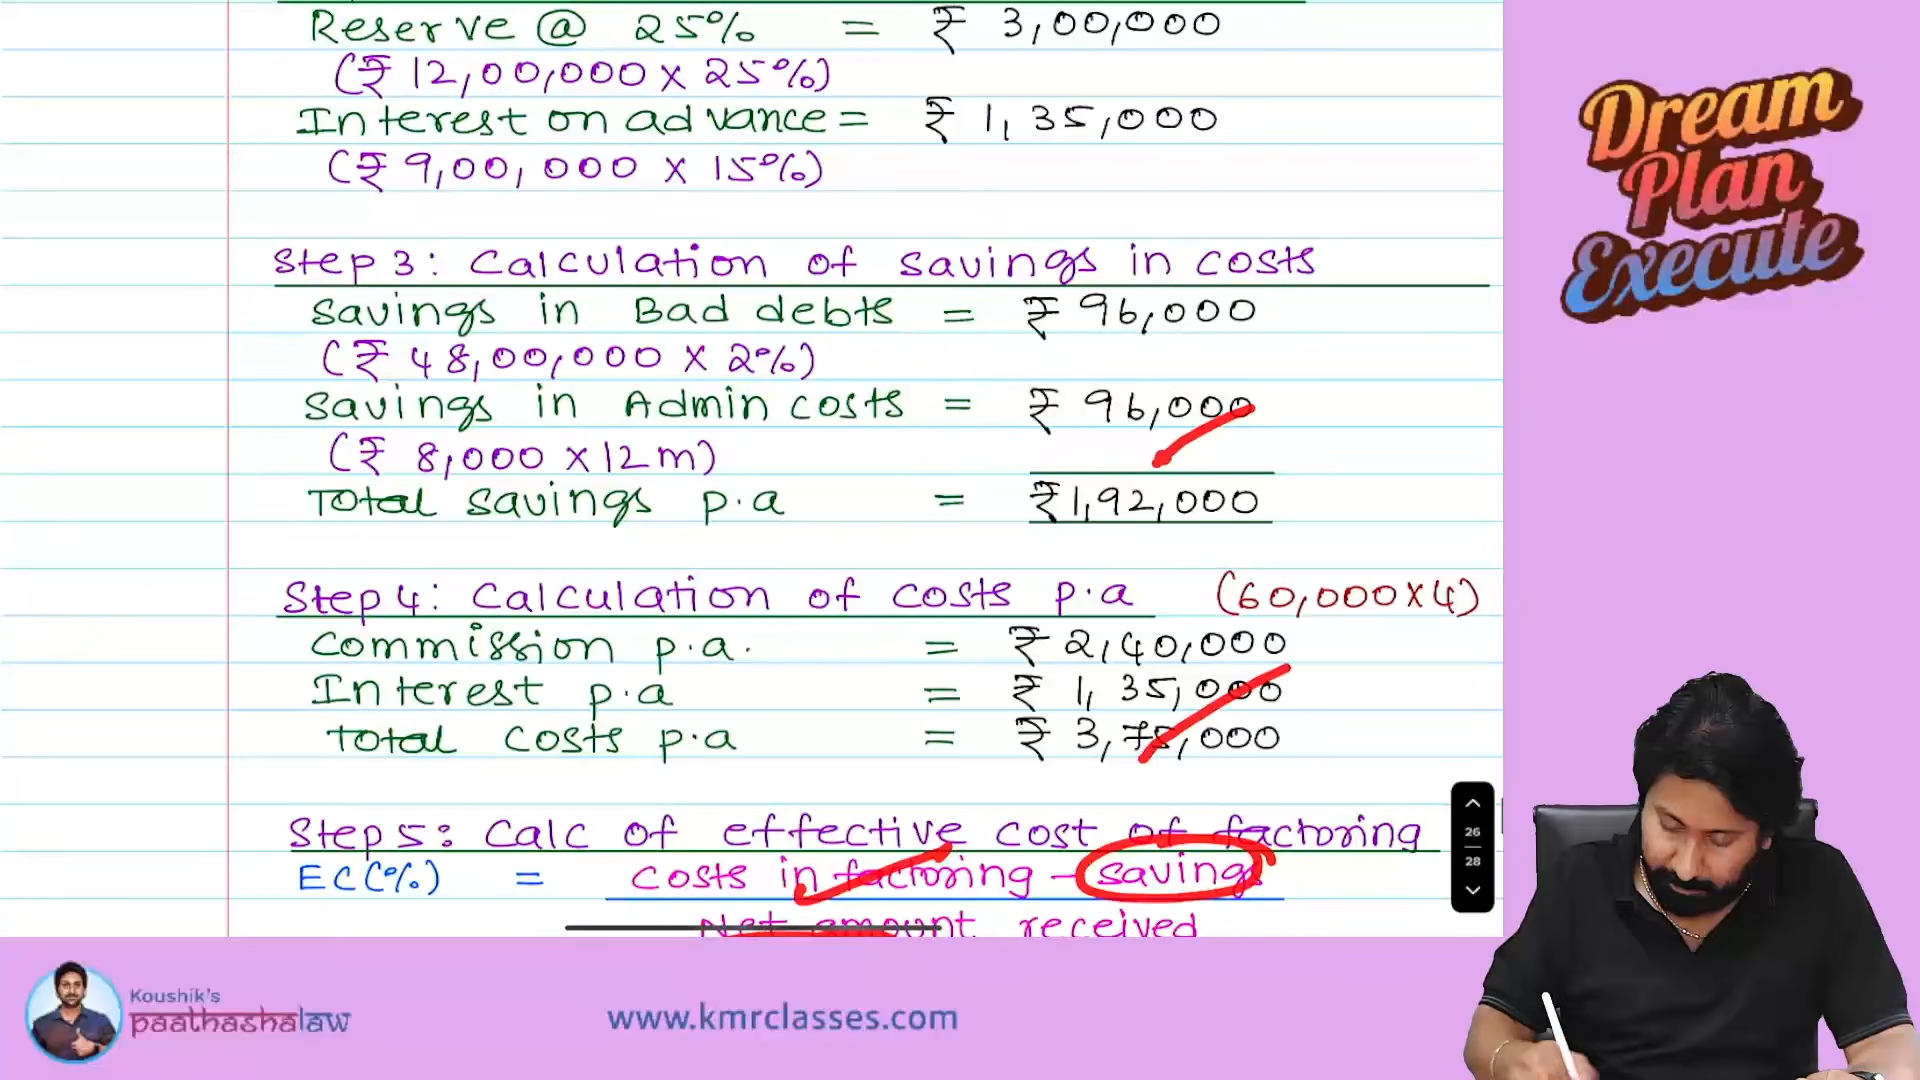 Reserve @ 25% = ₹ 3,00,000
(₹ 12,00,000 x 25%)
Interest on advance = ₹ 1,35,000
(₹ 9,00,000 x 15%)
Step 3: Calculation of savings in costs
Savings in Bad debts = ₹ 96,000
(₹ 48,00,000 x 2%)
Savings in Admin costs = ₹ 96,000
(₹ 8,000 x 12m)
Total savings p.a = ₹1,92,000
Step 4: Calculation of costs p.a (60,000x4)
Commission p.a. = ₹ 2,40,000
Interest p.a = ₹ 1,35,000
Total costs p.a = ₹ 3,75,000
Step 5: Calc of effective cost of factoring
EC(%) = Costs in factoring - savings
Net amount received
Dream
Plan
Execute
26
28
Koushik's
paathashalaw
www.kmrclasses.com